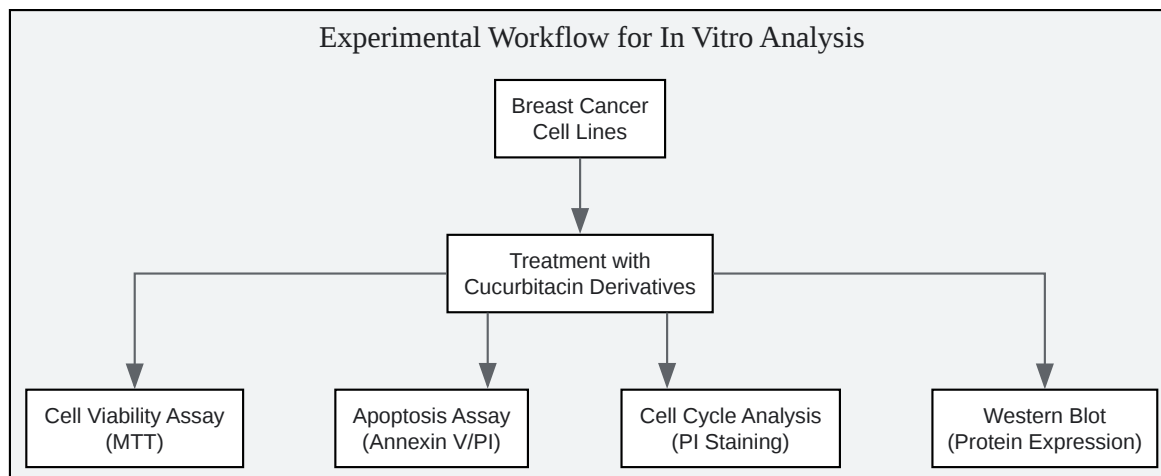 Experimental Workflow for In Vitro Analysis
Breast Cancer
Cell Lines
Treatment with
Cucurbitacin Derivatives
Cell Viability Assay
(MTT)
Apoptosis Assay
(Annexin V/PI)
Cell Cycle Analysis
(PI Staining)
Western Blot
(Protein Expression)